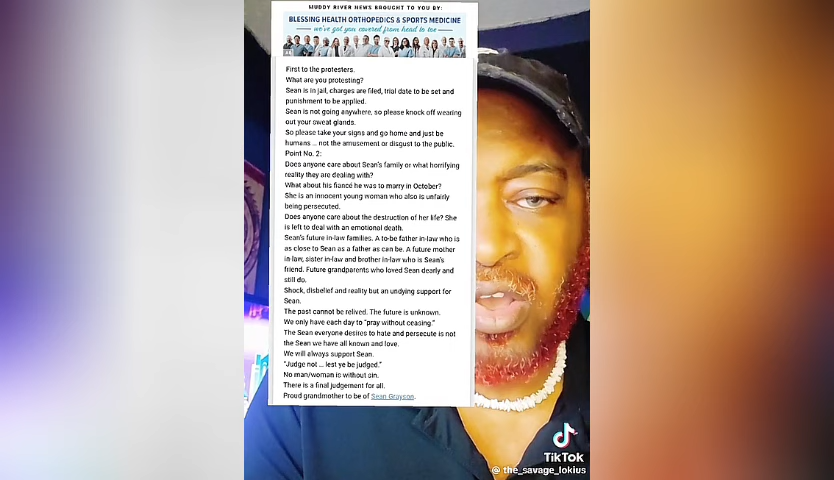 MUDDY RIVER NEWS BROUGHT TO YOU BY:
BLESSING HEALTH ORTHOPEDICS & SPORTS MEDICINE
we've got you covered from head to toe
First to the protesters.
What are you protesting?
Sean is in jail, charges are filed, trial date to be set and
punishment to be applied.
Sean is not going anywhere, so please knock off wearing
out your sweat glands.
So please take your signs and go home and just be
humans ... not the amusement or disgust to the public.
Point No. 2:
Does anyone care about Sean's family or what horrifying
reality they are dealing with?
What about his fiancé he was to marry in October?
She is an innocent young woman who also is unfairly
being persecuted.
Does anyone care about the destruction of her life? She
is left to deal with an emotional death.
Sean's future in-law families. A to-be father in-law who is
as close to Sean as a father as can be. A future mother
in-law, sister in-law and brother in-law who is Sean's
friend. Future grandparents who loved Sean dearly and
still do.
Shock, disbelief and reality but an undying support for
Sean.
The past cannot be relived. The future is unknown.
We only have each day to "pray without ceasing."
The Sean everyone desires to hate and persecute is not
the Sean we have all known and love.
We will always support Sean.
"Judge not ... lest ye be judged."
No man/woman is without sin.
There is a final judgement for all.
Proud grandmother to be of Sean Grayson.
TikTok
@the_savage_lokius